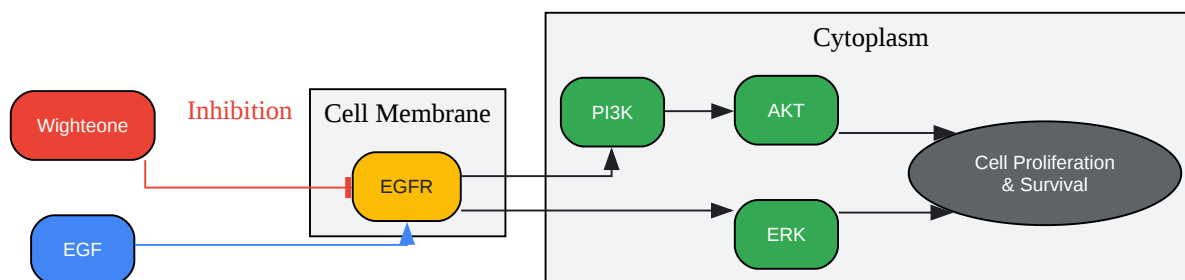 Cytoplasm
Inhibition
Cell Membrane
Wighteone
PI3K
AKT
EGFR
Cell Proliferation
& Survival
EGF
ERK